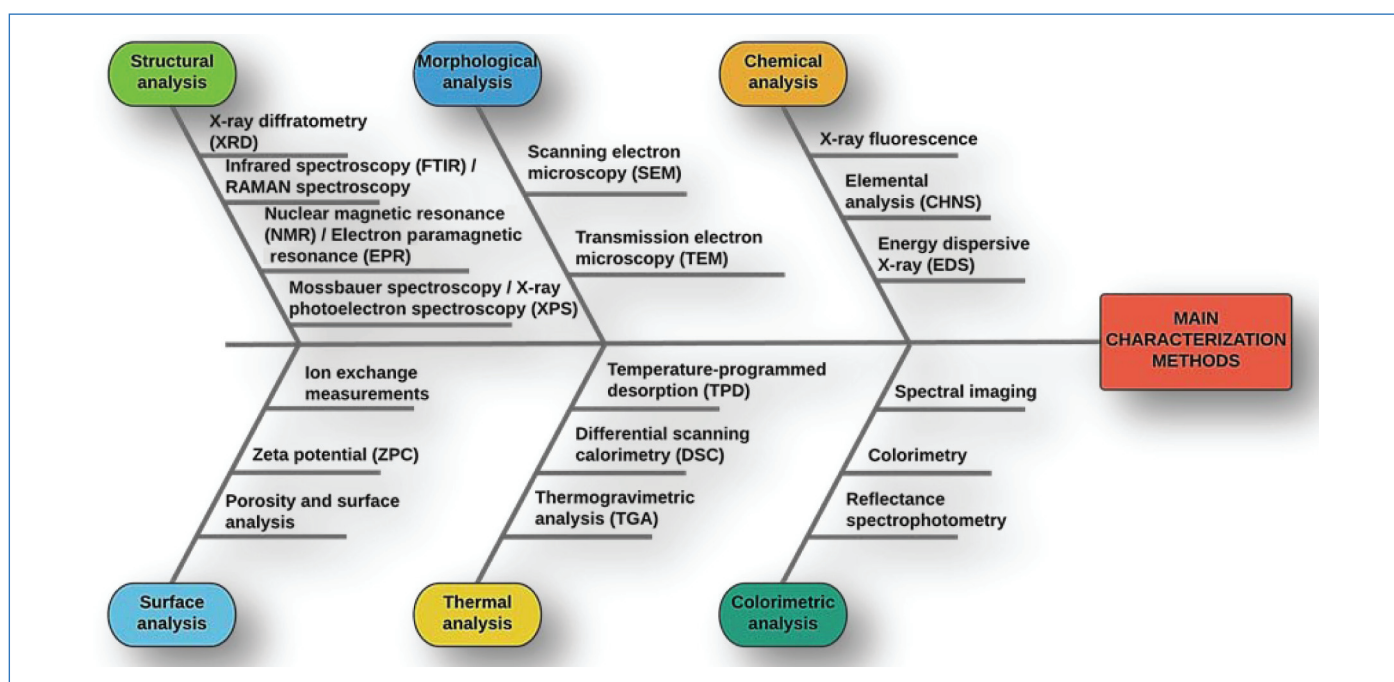 Structural
analysis
X-ray diffratometry
(XRD)
Infrared spectroscopy (FTIR) /
RAMAN spectroscopy
Nuclear magnetic resonance
(NMR) / Electron paramagnetic
resonance (EPR)
Mossbauer spectroscopy / X-ray
photoelectron spectroscopy (XPS)
Morphological
analysis
Scanning electron
microscopy (SEM)
Transmission electron
microscopy (TEM)
Chemical
analysis
X-ray fluorescence
Elemental
analysis (CHNS)
Energy dispersive
X-ray (EDS)
MAIN
CHARACTERIZATION
METHODS
Ion exchange
measurements
Zeta potential (ZPC)
Porosity and surface
analysis
Surface
analysis
Temperature-programmed
desorption (TPD)
Differential scanning
calorimetry (DSC)
Thermogravimetric
analysis (TGA)
Thermal
analysis
Spectral imaging
Colorimetry
Reflectance
spectrophotometry
Colorimetric
analysis